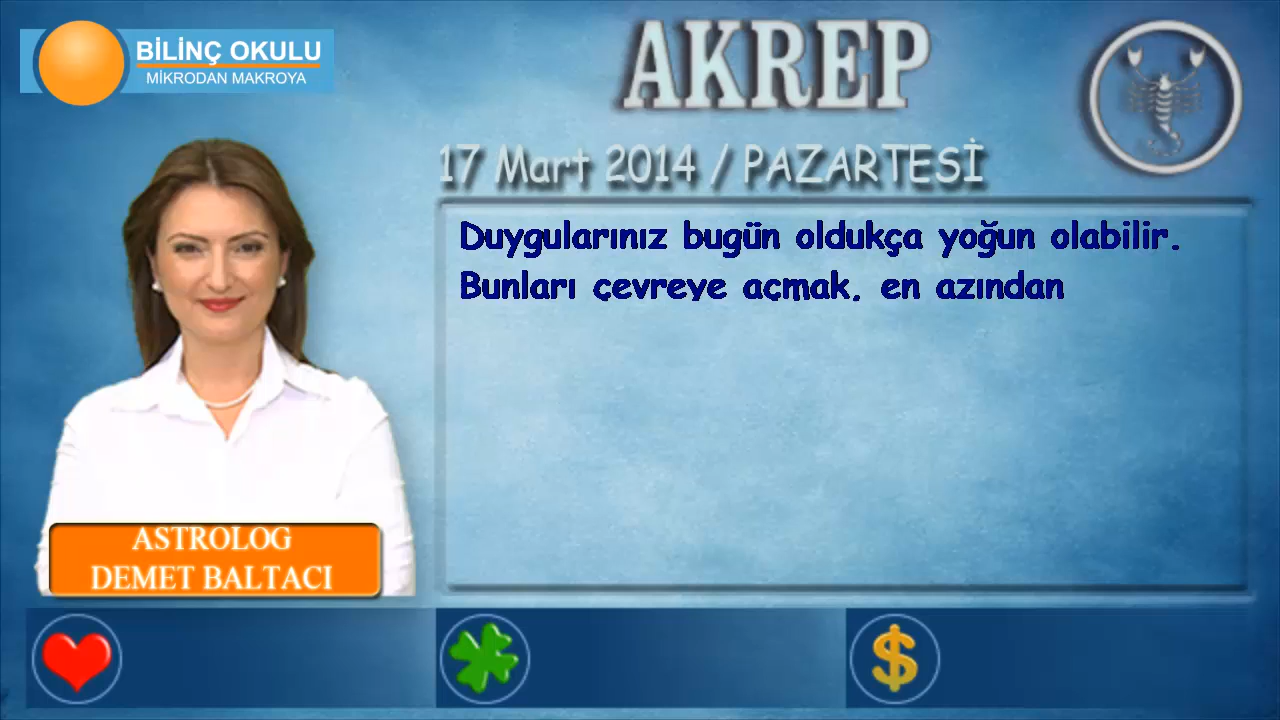 BİLİNÇ OKULU
MİKRODAN MAKROYA
AKREP
17 Mart 2014 / PAZARTESİ
Duygularınız bugün oldukça yoğun olabilir.
Bunları çevreye açmak, en azından
ASTROLOG
DEMET BALTACI
$